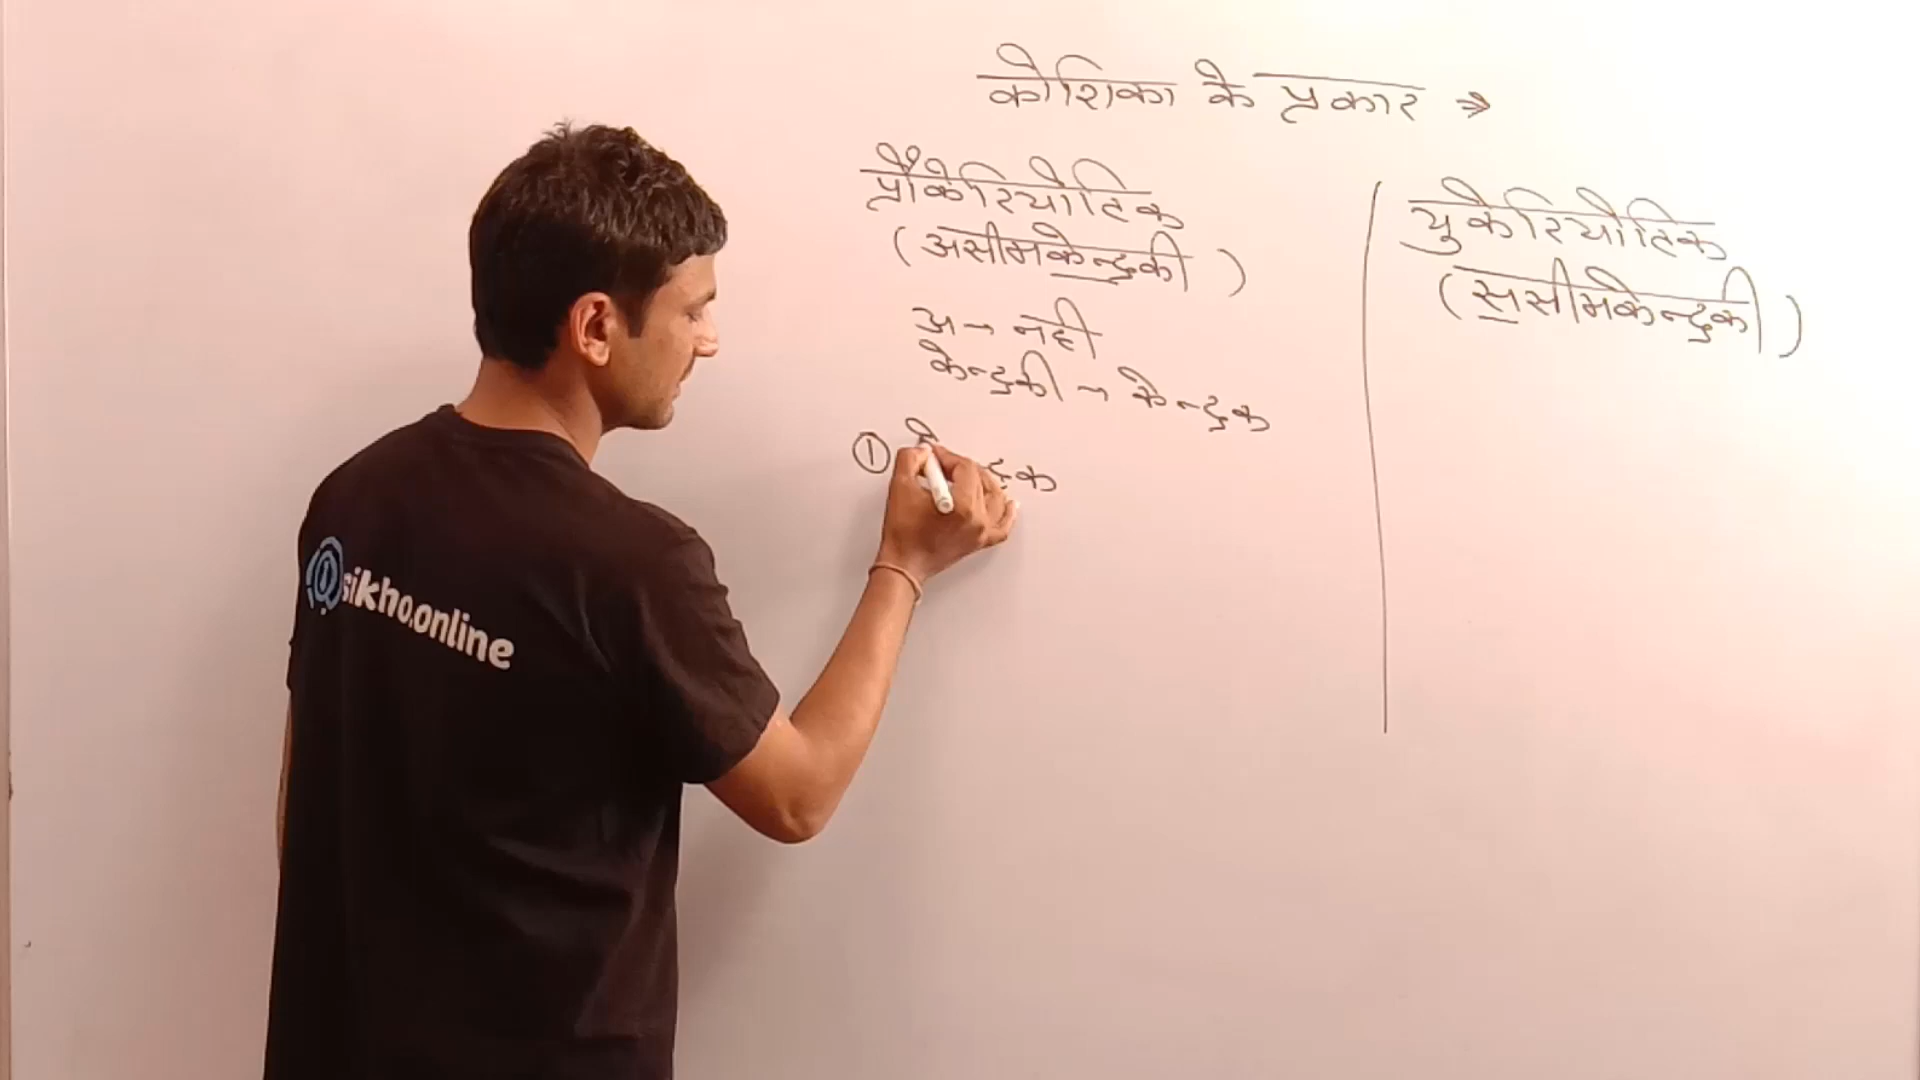 कोशिका के प्रकार ⇒
प्रौकेरियोटिक
(असीमकेन्द्रकी)
अ → नही
केन्द्रकी → केन्द्रक
①
युकेरियोटिक
(ससीमकेन्द्रकी)
sikho.online